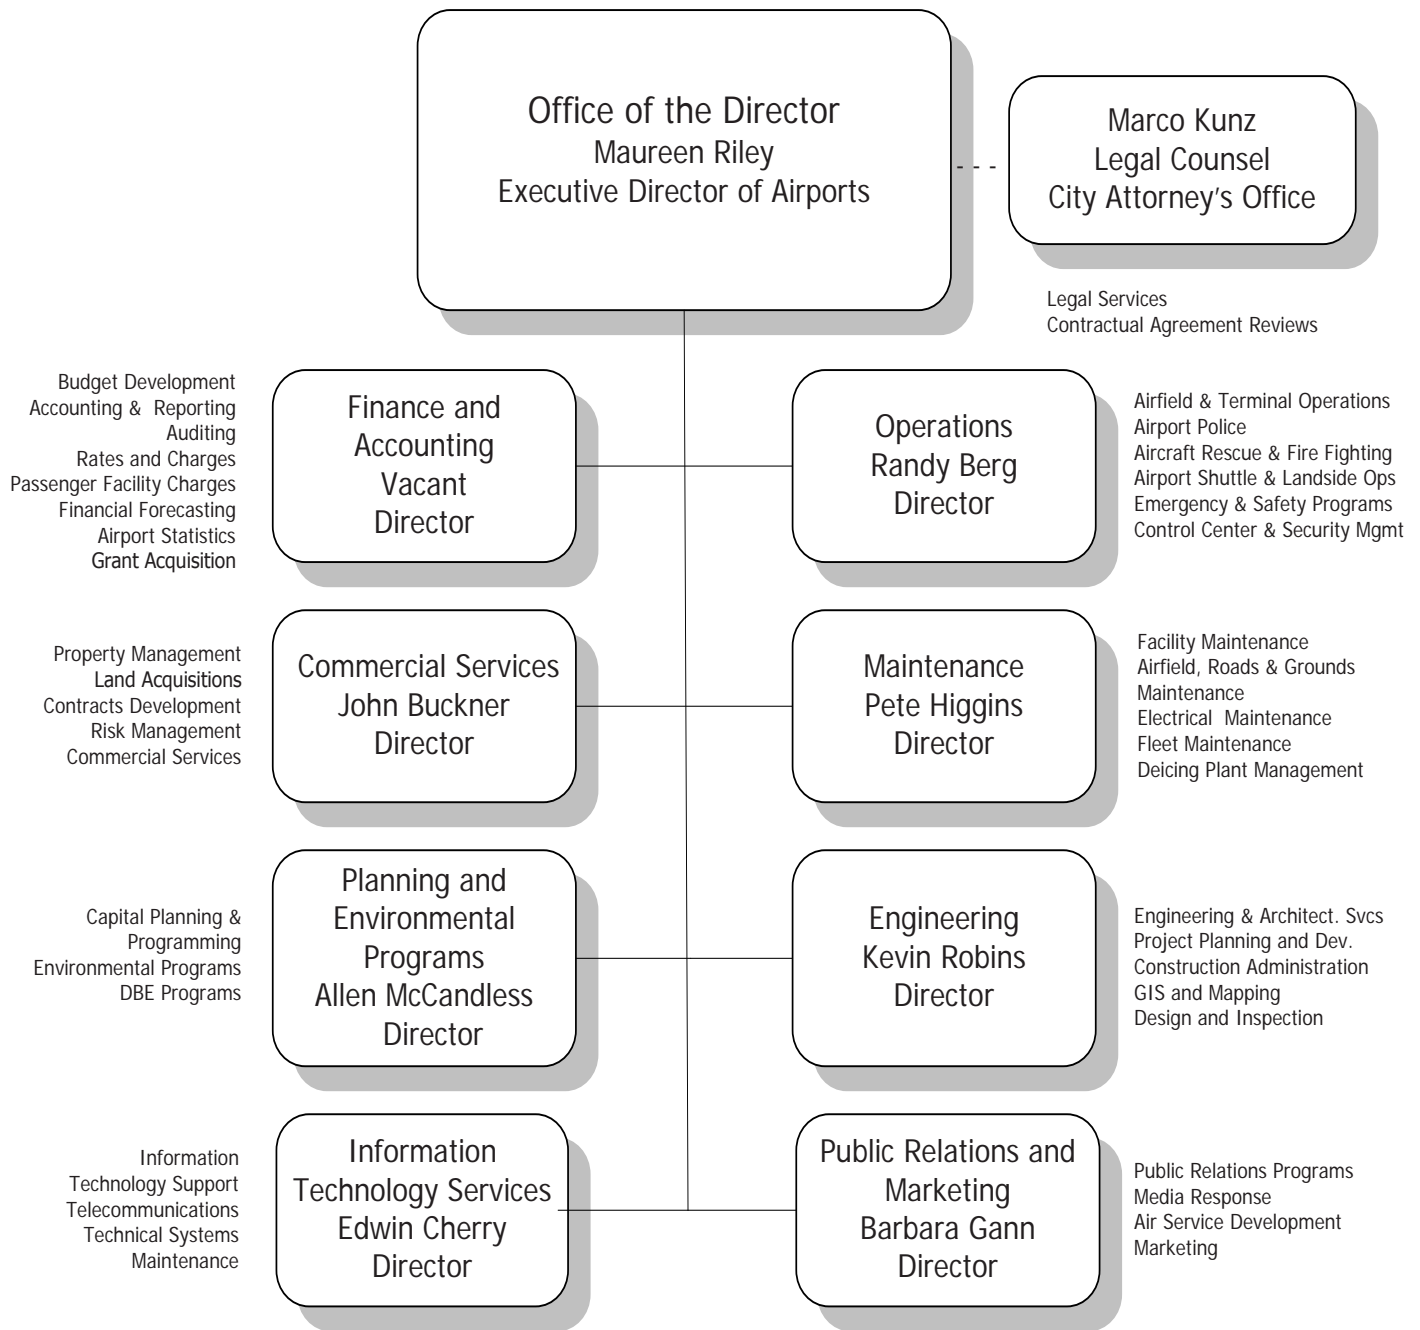 Office of the Director
Maureen Riley
Executive Director of Airports
Marco Kunz
Legal Counsel
City Attorney's Office
Legal Services
Contractual Agreement Reviews
Budget Development
Accounting & Reporting
Auditing
Rates and Charges
Passenger Facility Charges
Financial Forecasting
Airport Statistics
Grant Acquisition
Finance and
Accounting
Vacant
Director
Operations
Randy Berg
Director
Airfield & Terminal Operations
Airport Police
Aircraft Rescue & Fire Fighting
Airport Shuttle & Landside Ops
Emergency & Safety Programs
Control Center & Security Mgmt
Property Management
Land Acquisitions
Contracts Development
Risk Management
Commercial Services
Commercial Services
John Buckner
Director
Maintenance
Pete Higgins
Director
Facility Maintenance
Airfield, Roads & Grounds
Maintenance
Electrical Maintenance
Fleet Maintenance
Deicing Plant Management
Capital Planning &
Programming
Environmental Programs
DBE Programs
Planning and
Environmental
Programs
Allen McCandless
Director
Engineering
Kevin Robins
Director
Engineering & Architect. Svcs
Project Planning and Dev.
Construction Administration
GIS and Mapping
Design and Inspection
Information
Technology Support
Telecommunications
Technical Systems
Maintenance
Information
Technology Services
Edwin Cherry
Director
Public Relations and
Marketing
Barbara Gann
Director
Public Relations Programs
Media Response
Air Service Development
Marketing